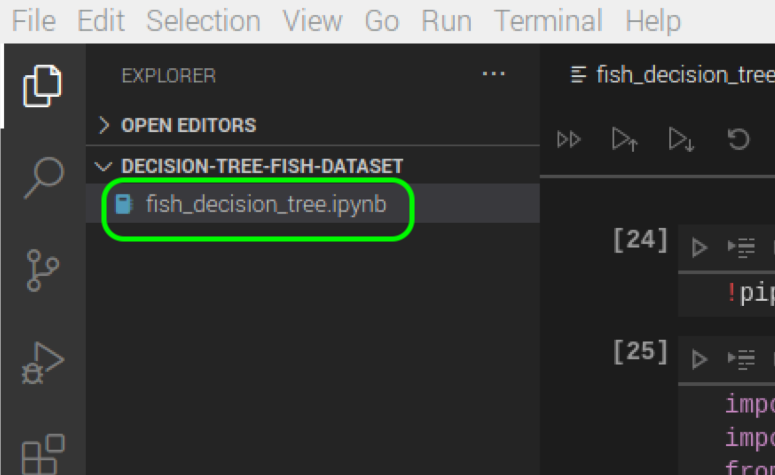 File Edit Selection View Go Run Terminal Help
EXPLORER ...
OPEN EDITORS
DECISION-TREE-FISH-DATASET
fish_decision_tree.ipynb
fish_decision_tree
[24]
!pip
[25]
impo
impo
from